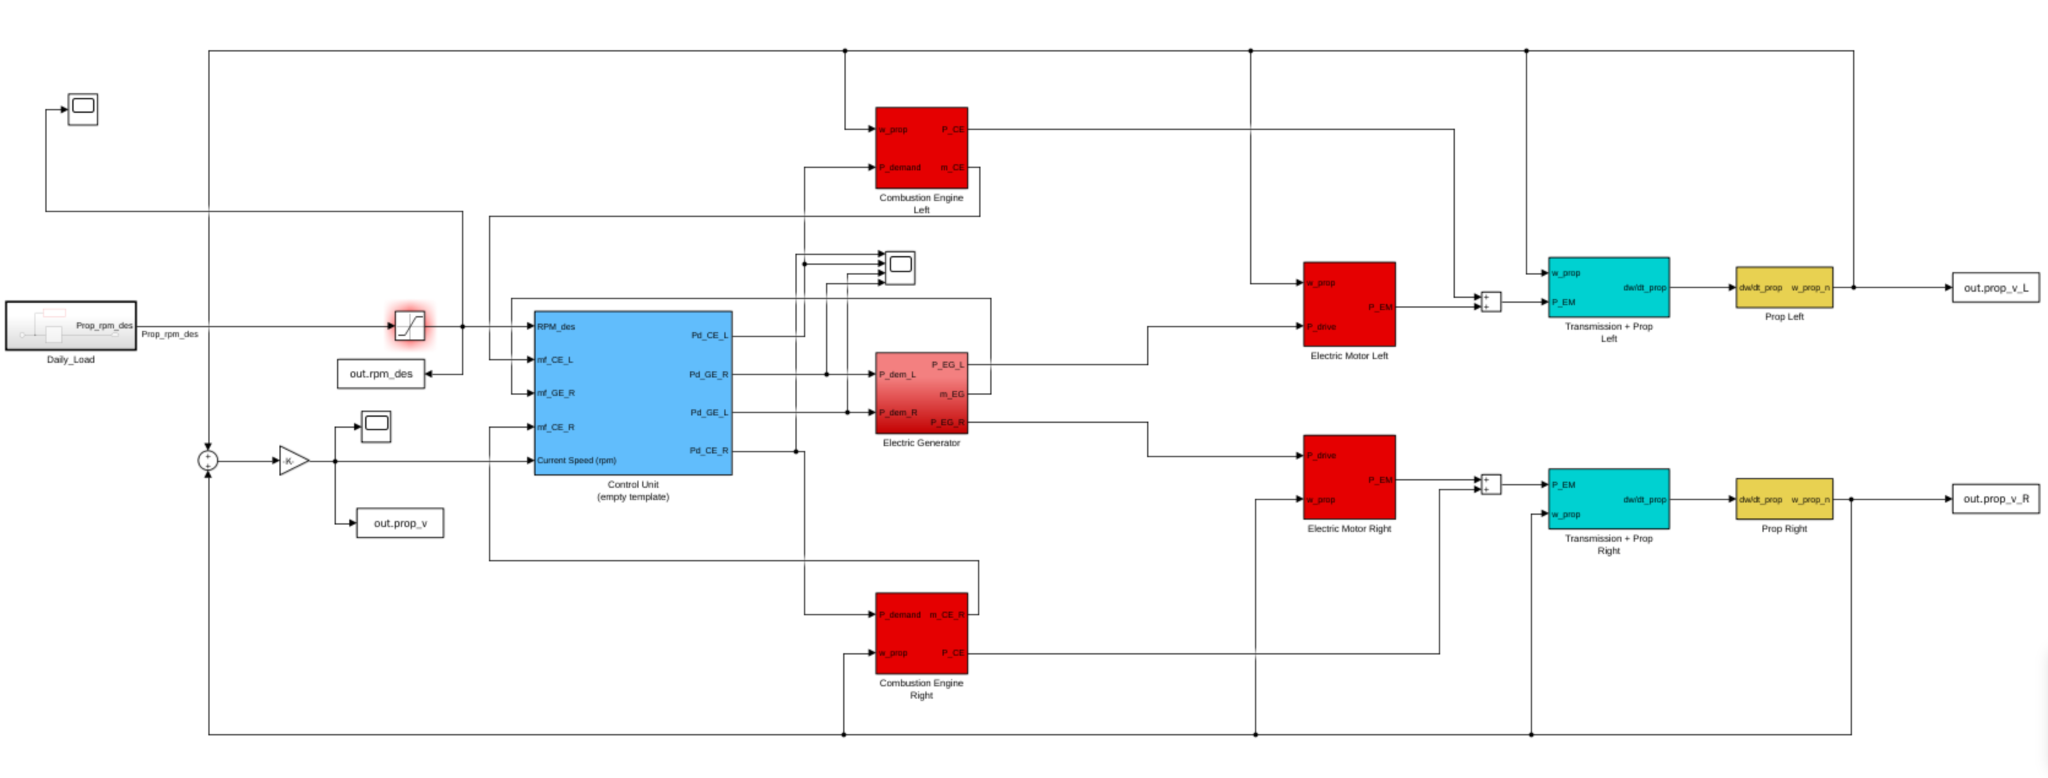 w_prop
P_CE
P_demand
m_CE
Combustion Engine
Left
w_prop
P_EM
P_drive
Electric Motor Left
+
+
w_prop
dw/dt_prop
P_EM
Transmission + Prop
Left
dw/dt_prop
w_prop_n
Prop Left
out.prop_v_L
Prop_rpm_des
Prop_rpm_des
Daily_Load
out.rpm_des
RPM_des
mf_CE_L
mf_GE_R
mf_CE_R
Current Speed (rpm)
Pd_CE_L
Pd_GE_R
Pd_GE_L
Pd_CE_R
Control Unit
(empty template)
P_dem_L
P_dem_R
P_EG_L
m_EG
P_EG_R
Electric Generator
+
+
-K-
out.prop_v
P_drive
P_EM
w_prop
Electric Motor Right
+
+
P_EM
dw/dt_prop
w_prop
Transmission + Prop
Right
dw/dt_prop
w_prop_n
Prop Right
out.prop_v_R
P_demand
m_CE_R
w_prop
P_CE
Combustion Engine
Right